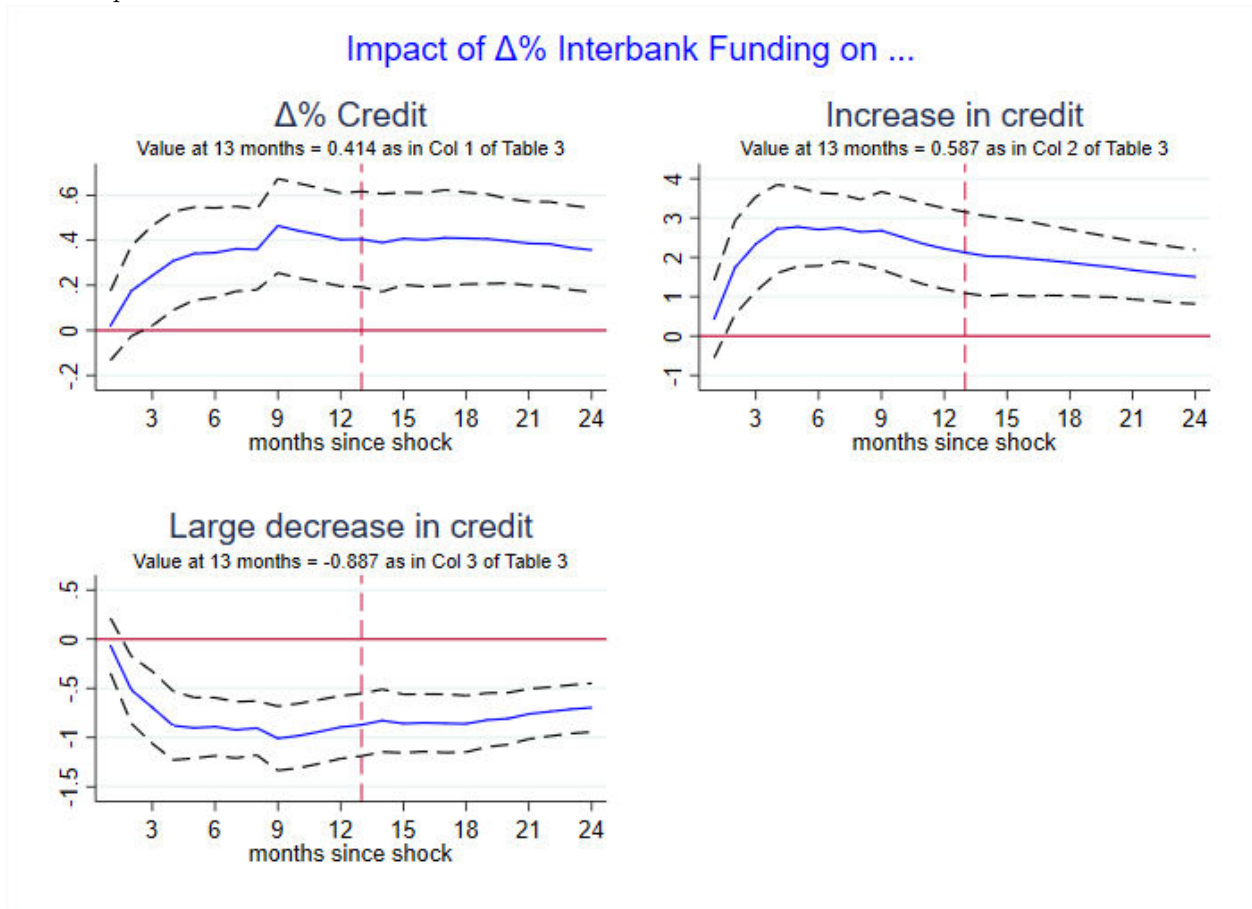 Impact of Δ% Interbank Funding on ...
Δ% Credit
Value at 13 months = 0.414 as in Col 1 of Table 3
.6
.4
.2
0
-.2
3 6 9 12 15 18 21 24
months since shock
Increase in credit
Value at 13 months = 0.587 as in Col 2 of Table 3
4
3
2
1
0
-1
3 6 9 12 15 18 21 24
months since shock
Large decrease in credit
Value at 13 months = -0.887 as in Col 3 of Table 3
.5
0
-.5
-1
-1.5
3 6 9 12 15 18 21 24
months since shock